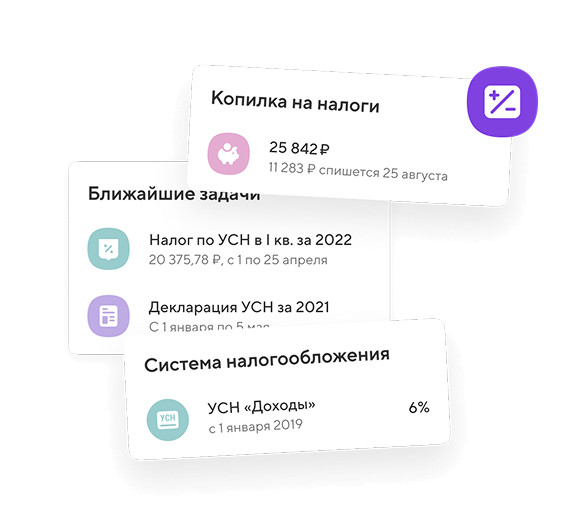 Копилка на налоги
25 842 ₽
11 283 ₽ спишется 25 августа
Ближайшие задачи
Налог по УСН в I кв. за 2022
20 375,78 ₽, с 1 по 25 апреля
Декларация УСН за 2021
С 1 января по 5 мая
Система налогообложения
УСН
УСН «Доходы»
6%
с 1 января 2019